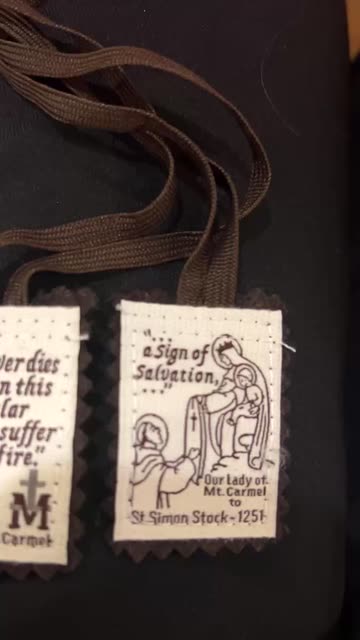 ver dies
n this
lar
suffer
fire."
M
Carmel
"...
a Sign of
Salvation,
..."
Our Lady of
Mt. Carmel
to
St Simon Stock-1251